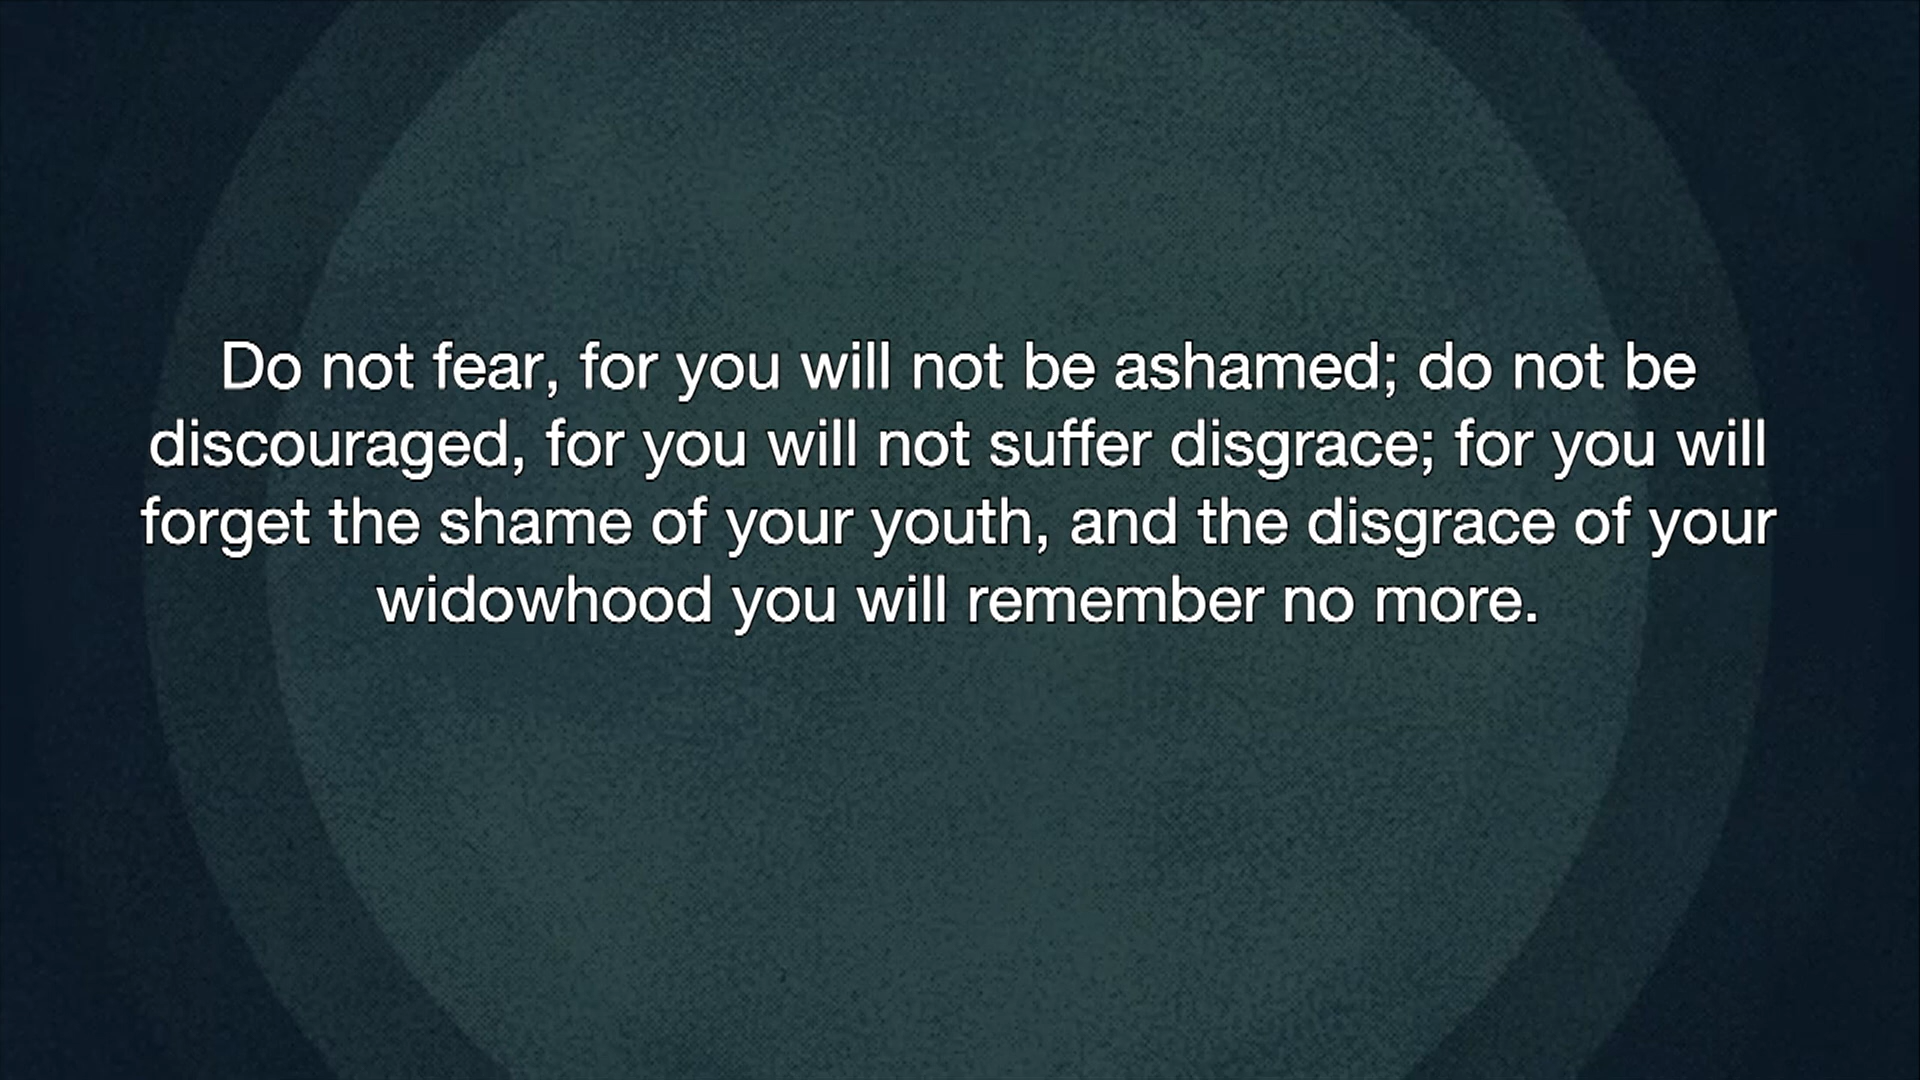 Do not fear, for you will not be ashamed; do not be
discouraged, for you will not suffer disgrace; for you will
forget the shame of your youth, and the disgrace of your
widowhood you will remember no more.